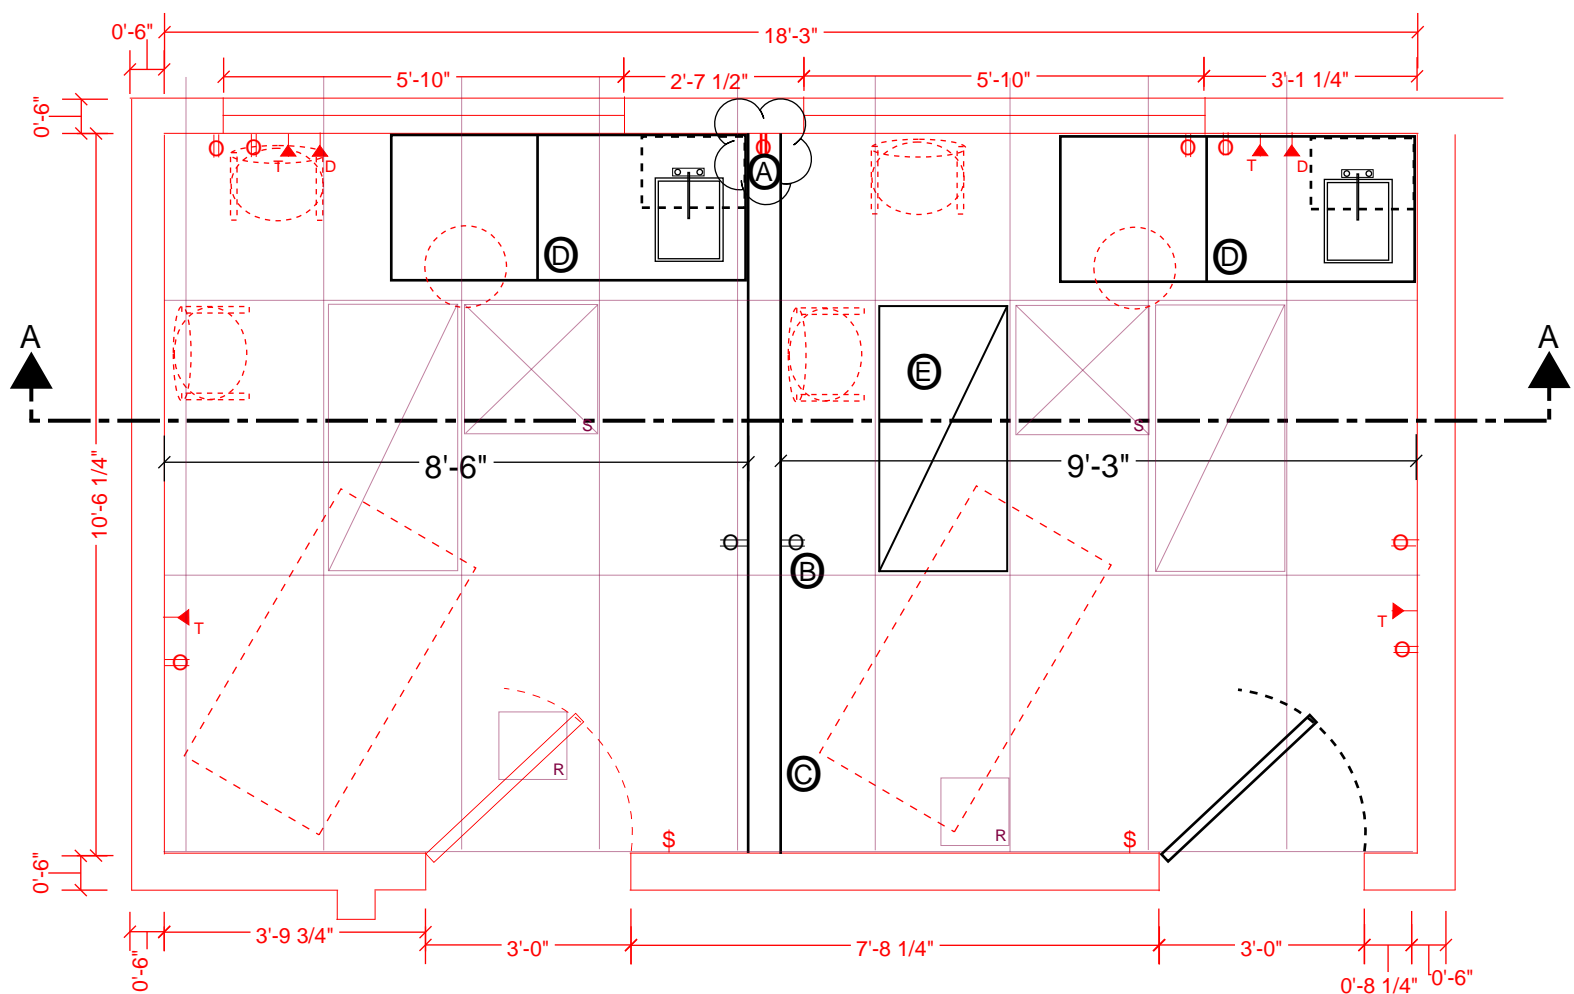 0'-6"
18'-3"
5'-10"
2'-7 1/2"
5'-10"
3'-1 1/4"
0'-6"
A
T
D
T
D
D
D
A
A
E
S
S
8'-6"
9'-3"
10'-6 1/4"
B
T
T
C
R
R
$
$
0'-6"
3'-9 3/4"
3'-0"
7'-8 1/4"
3'-0"
0'-6"
0'-8 1/4"
0'-6"